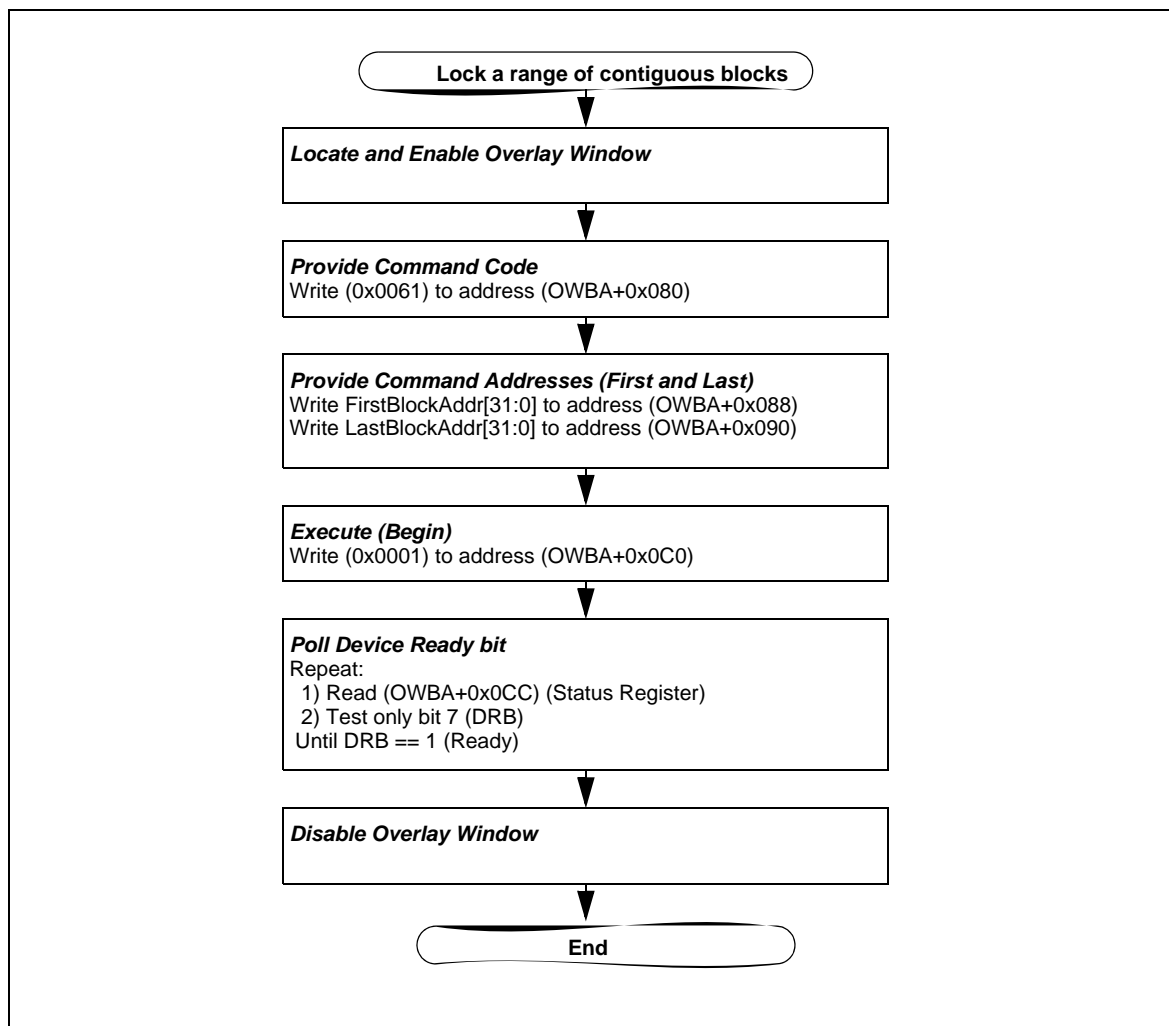 Lock a range of contiguous blocks
Locate and Enable Overlay Window
Provide Command Code
Write (0x0061) to address (OWBA+0x080)
Provide Command Addresses (First and Last)
Write FirstBlockAddr[31:0] to address (OWBA+0x088)
Write LastBlockAddr[31:0] to address (OWBA+0x090)
Execute (Begin)
Write (0x0001) to address (OWBA+0x0C0)
Poll Device Ready bit
Repeat:
1) Read (OWBA+0x0CC) (Status Register)
2) Test only bit 7 (DRB)
Until DRB == 1 (Ready)
Disable Overlay Window
End